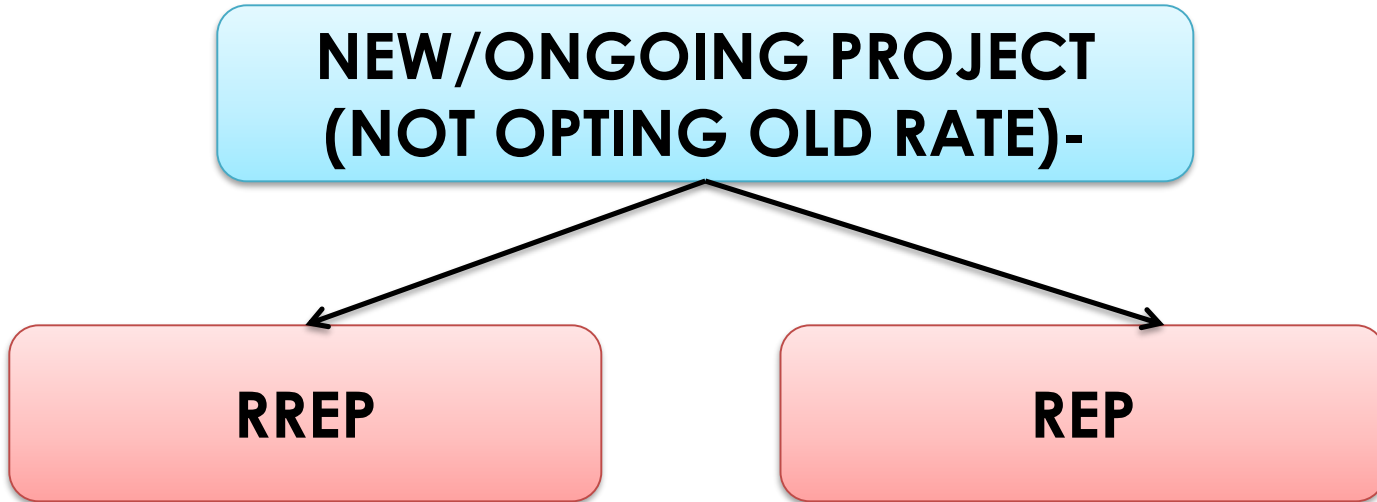 NEW/ONGOING PROJECT
(NOT OPTING OLD RATE)-
RREP
REP